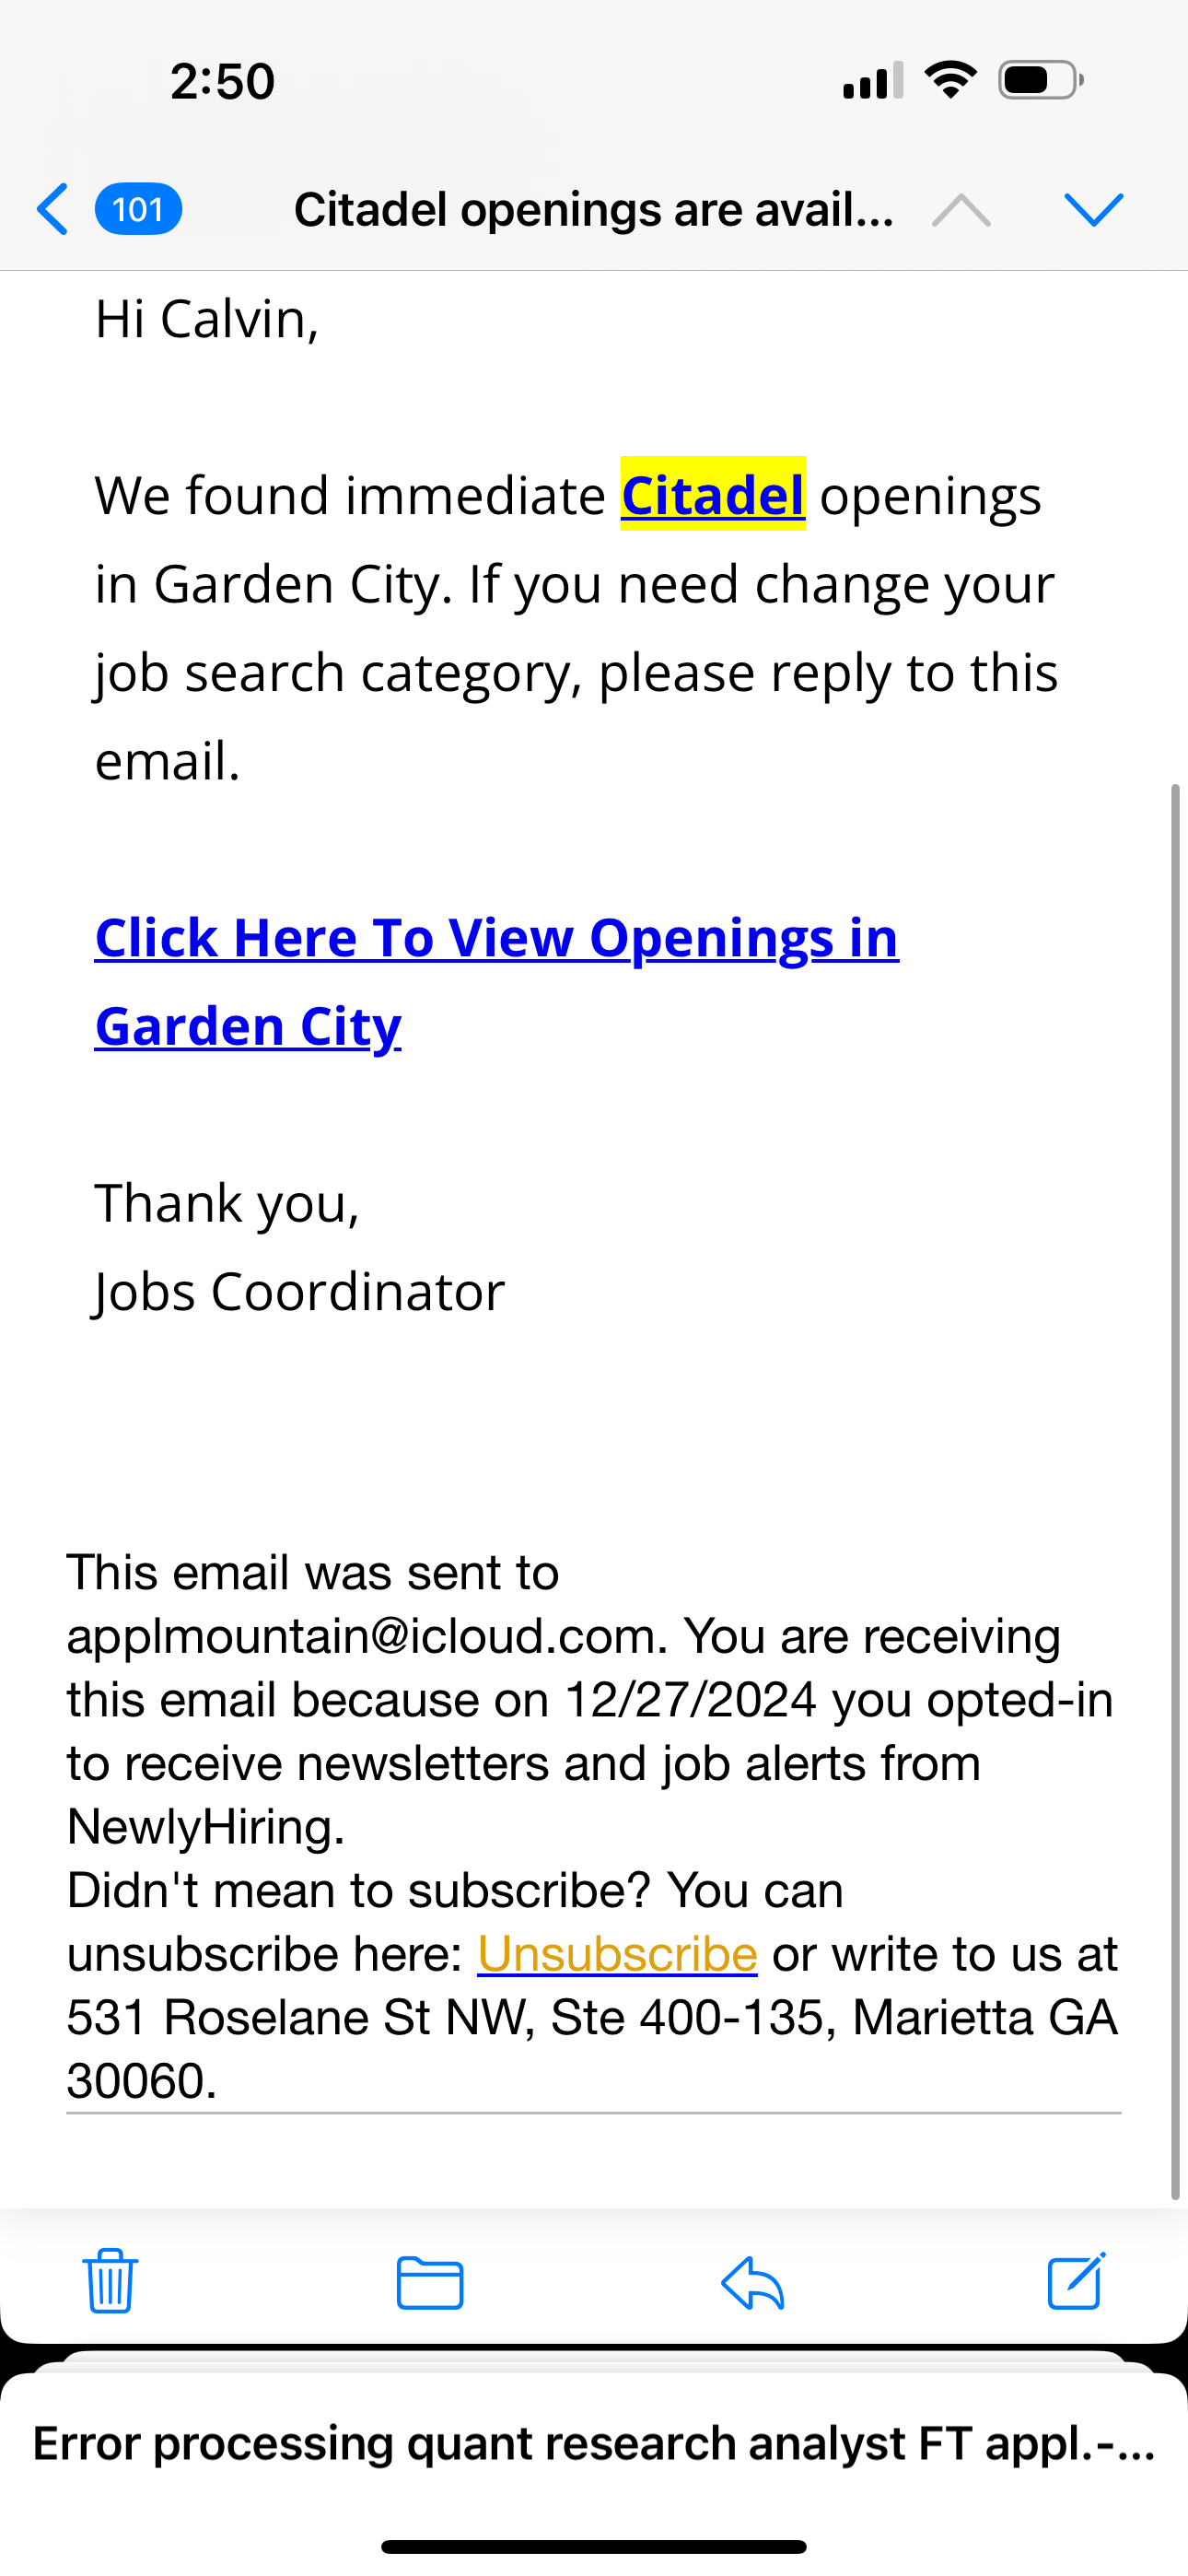 2:50
101
Citadel openings are avail...
Hi Calvin,
We found immediate Citadel openings
in Garden City. If you need change your
job search category, please reply to this
email.
Click Here To View Openings in
Garden City
Thank you,
Jobs Coordinator
This email was sent to
applmountain@icloud.com. You are receiving
this email because on 12/27/2024 you opted-in
to receive newsletters and job alerts from
NewlyHiring.
Didn't mean to subscribe? You can
unsubscribe here: Unsubscribe or write to us at
531 Roselane St NW, Ste 400-135, Marietta GA
30060.
Error processing quant research analyst FT appl.-...